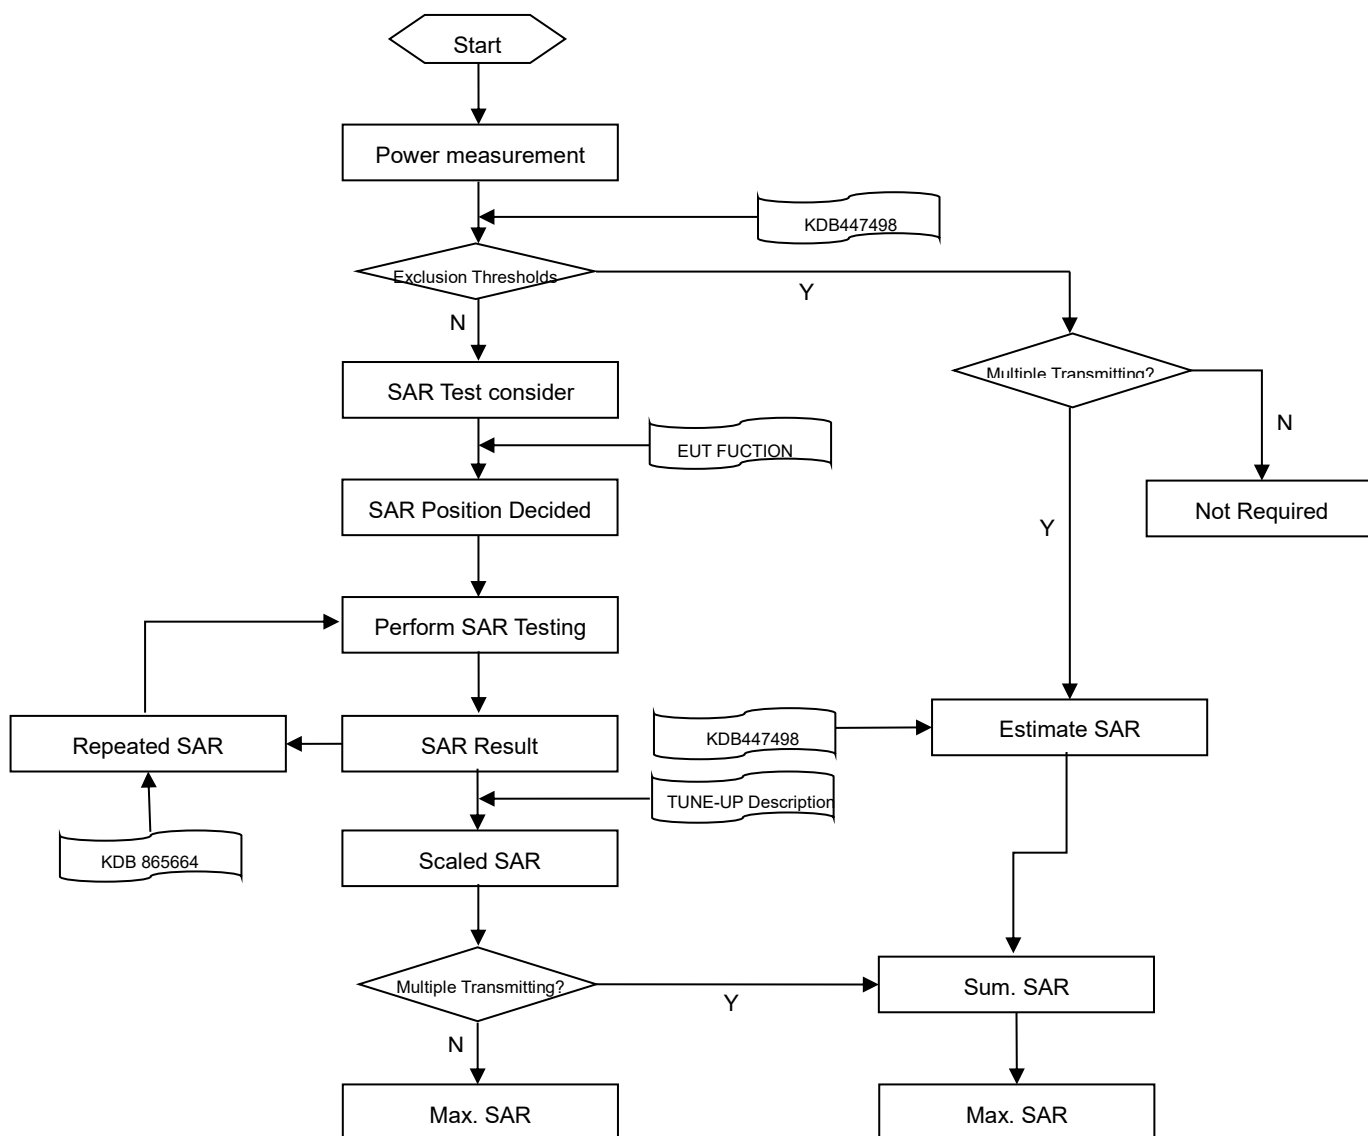 Start
Power measurement
KDB447498
Exclusion Thresholds
Y
N
Multiple Transmitting?
SAR Test consider
N
EUT FUCTION
SAR Position Decided
Not Required
Y
Perform SAR Testing
KDB447498
Estimate SAR
Repeated SAR
SAR Result
TUNE-UP Description
KDB 865664
Scaled SAR
Multiple Transmitting?
Y
Sum. SAR
N
Max. SAR
Max. SAR